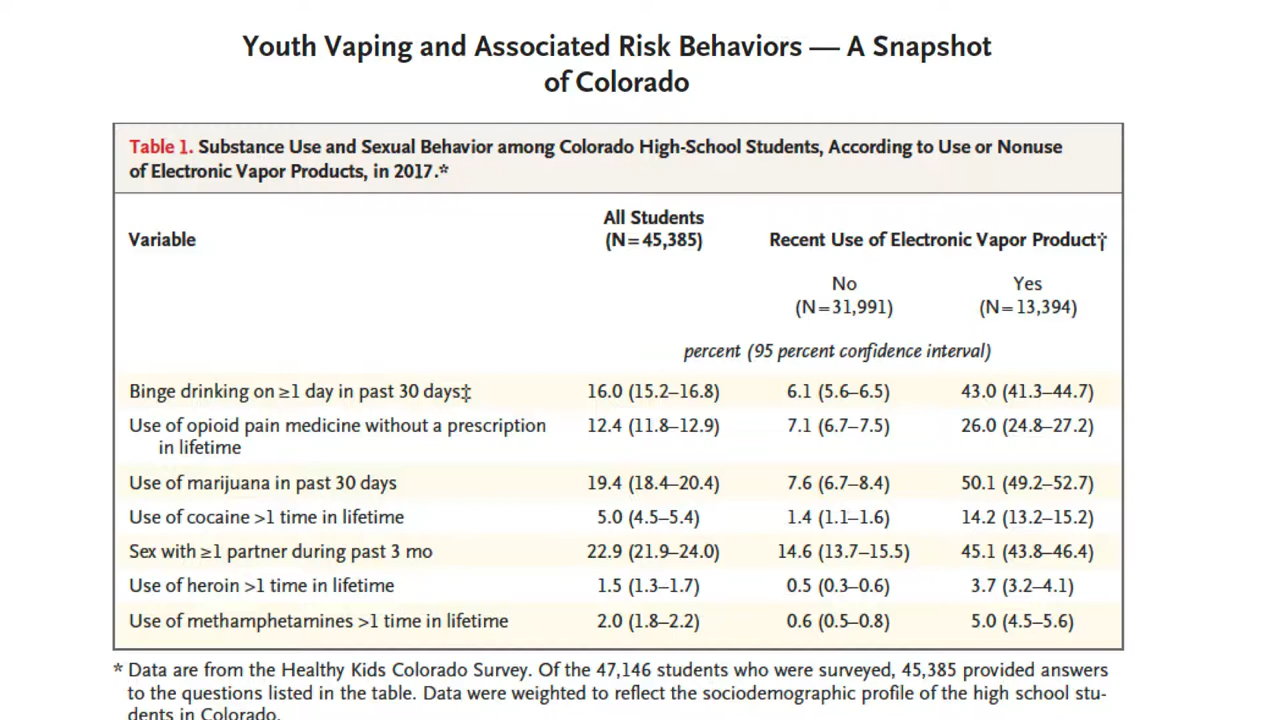 Youth Vaping and Associated Risk Behaviors — A Snapshot
of Colorado
Table 1. Substance Use and Sexual Behavior among Colorado High-School Students, According to Use or Nonuse
of Electronic Vapor Products, in 2017.*
Variable All Students (N=45,385) Recent Use of Electronic Vapor Product†
No Yes
(N=31,991) (N=13,394)
percent (95 percent confidence interval)
Binge drinking on ≥1 day in past 30 days‡ 16.0 (15.2–16.8) 6.1 (5.6–6.5) 43.0 (41.3–44.7)
Use of opioid pain medicine without a prescription 12.4 (11.8–12.9) 7.1 (6.7–7.5) 26.0 (24.8–27.2)
in lifetime
Use of marijuana in past 30 days 19.4 (18.4–20.4) 7.6 (6.7–8.4) 50.1 (49.2–52.7)
Use of cocaine >1 time in lifetime 5.0 (4.5–5.4) 1.4 (1.1–1.6) 14.2 (13.2–15.2)
Sex with ≥1 partner during past 3 mo 22.9 (21.9–24.0) 14.6 (13.7–15.5) 45.1 (43.8–46.4)
Use of heroin >1 time in lifetime 1.5 (1.3–1.7) 0.5 (0.3–0.6) 3.7 (3.2–4.1)
Use of methamphetamines >1 time in lifetime 2.0 (1.8–2.2) 0.6 (0.5–0.8) 5.0 (4.5–5.6)
* Data are from the Healthy Kids Colorado Survey. Of the 47,146 students who were surveyed, 45,385 provided answers
to the questions listed in the table. Data were weighted to reflect the sociodemographic profile of the high school stu-
dents in Colorado.